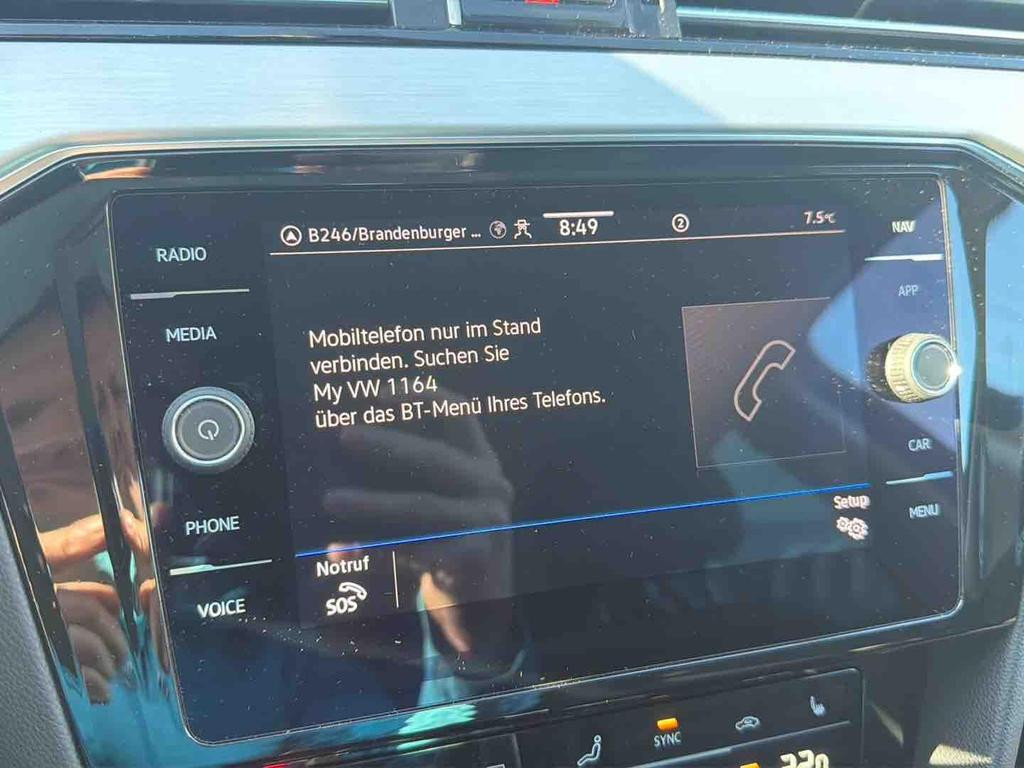 B246/Brandenburger ... 8:49 2 7.5°C
RADIO
NAV
MEDIA
APP
Mobiltelefon nur im Stand
verbinden. Suchen Sie
My VW 1164
über das BT-Menü Ihres Telefons.
CAR
PHONE
Setup
MENU
Notruf
SOS
VOICE
SYNC